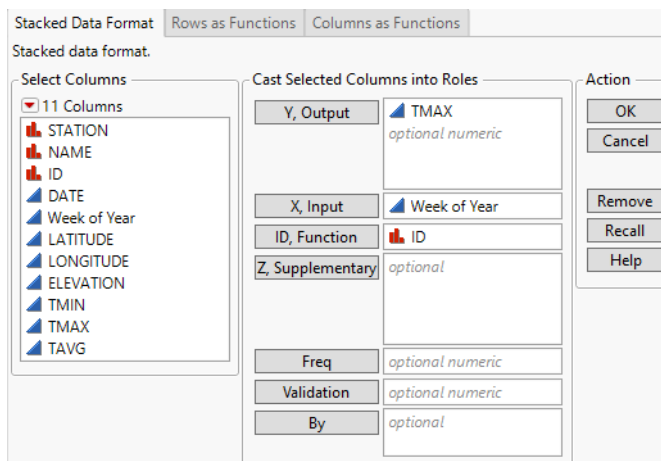 Stacked Data Format Rows as Functions Columns as Functions
Stacked data format.
Select Columns
11 Columns
STATION
NAME
ID
DATE
Week of Year
LATITUDE
LONGITUDE
ELEVATION
TMIN
TMAX
TAVG
Cast Selected Columns into Roles
Y, Output TMAX
optional numeric
X, Input Week of Year
ID, Function ID
Z, Supplementary optional
Freq optional numeric
Validation optional numeric
By optional
Action
OK
Cancel
Remove
Recall
Help